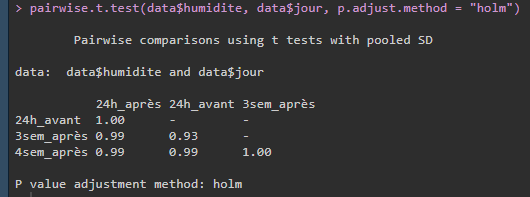 > pairwise.t.test(data$humidite, data$jour, p.adjust.method = "holm")
Pairwise comparisons using t tests with pooled SD
data:  data$humidite and data$jour
24h_après 24h_avant 3sem_après
24h_avant  1.00      -         -
3sem_après 0.99      0.93      -
4sem_après 0.99      0.99      1.00
P value adjustment method: holm